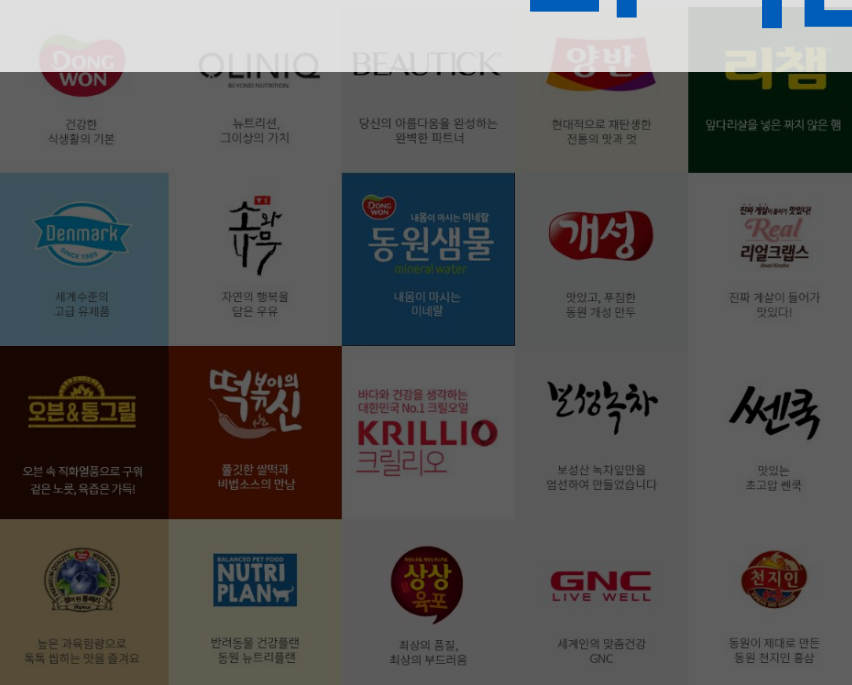 DONG
WON
OLINIQ
BEYOND NUTRITION
BEAUTICK
양반
리챔
건강한
식생활의 기본
뉴트리션,
그이상의 가치
당신의 아름다움을 완성하는
완벽한 파트너
현대적으로 재탄생한
전통의 맛과 멋
앞다리살을 넣은 짜지 않은 햄
Denmark
SINCE 1985
소와
나무
DONG
WON
내몸이 마시는 미네랄
동원샘물
mineral water
개성
진짜 게살이 들어가 맛있다!
Real
리얼크랩스
세계수준의
고급 유제품
자연의 행복을
담은 우유
내몸이 마시는
미네랄
맛있고, 푸짐한
동원 개성 만두
진짜 게살이 들어가
맛있다!
오븐&통그릴
떡볶이의
신
바다와 건강을 생각하는
대한민국 No.1 크릴오일
KRILLIO
크릴리오
보성녹차
쎈쿡
오븐 속 직화열풍으로 구워
겉은 노릇, 육즙은 가득!
쫄깃한 쌀떡과
비법소스의 만남
보성산 녹차잎만을
엄선하여 만들었습니다
맛있는
초고압 쎈쿡
BALANCED PET FOOD
NUTRI
PLAN
상상
육포
GNC
LIVE WELL
천지인
높은 과육함량으로
톡톡 씹히는 맛을 즐겨요
반려동물 건강플랜
동원 뉴트리플랜
최상의 품질,
최상의 부드러움
세계인의 맞춤건강
GNC
동원이 제대로 만든
동원 천지인 홍삼